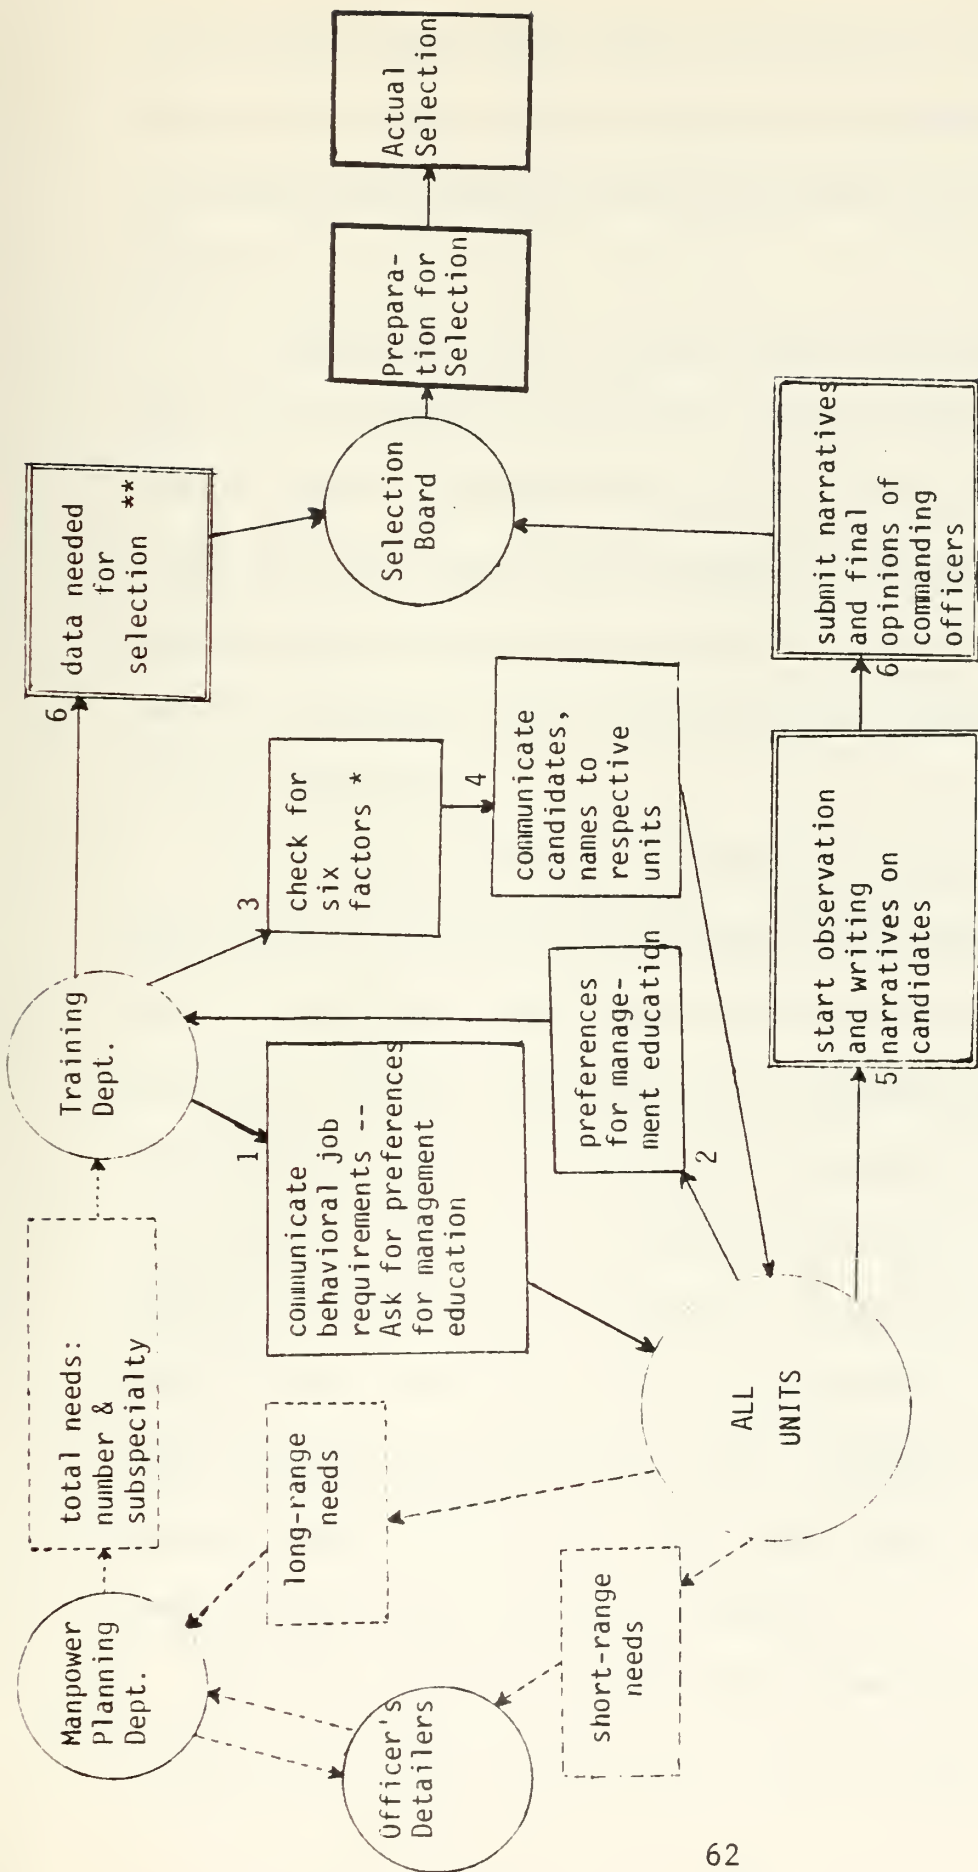 Manpower
Planning
Dept.
total needs:
number &
subspecialty
Training
Dept.
6
data needed
for
selection **
Officer's
Detailers
long-range
needs
1
communicate
behavioral job
requirements --
Ask for preferences
for management
education
3
check for
six
factors *
Selection
Board
Prepara-
tion for
Selection
Actual
Selection
short-range
needs
2
preferences
for manage-
ment education
4
communicate
candidates,
names to
respective
units
ALL
UNITS
5
start observation
and writing
narratives on
candidates
6
submit narratives
and final
opinions of
commanding
officers
62